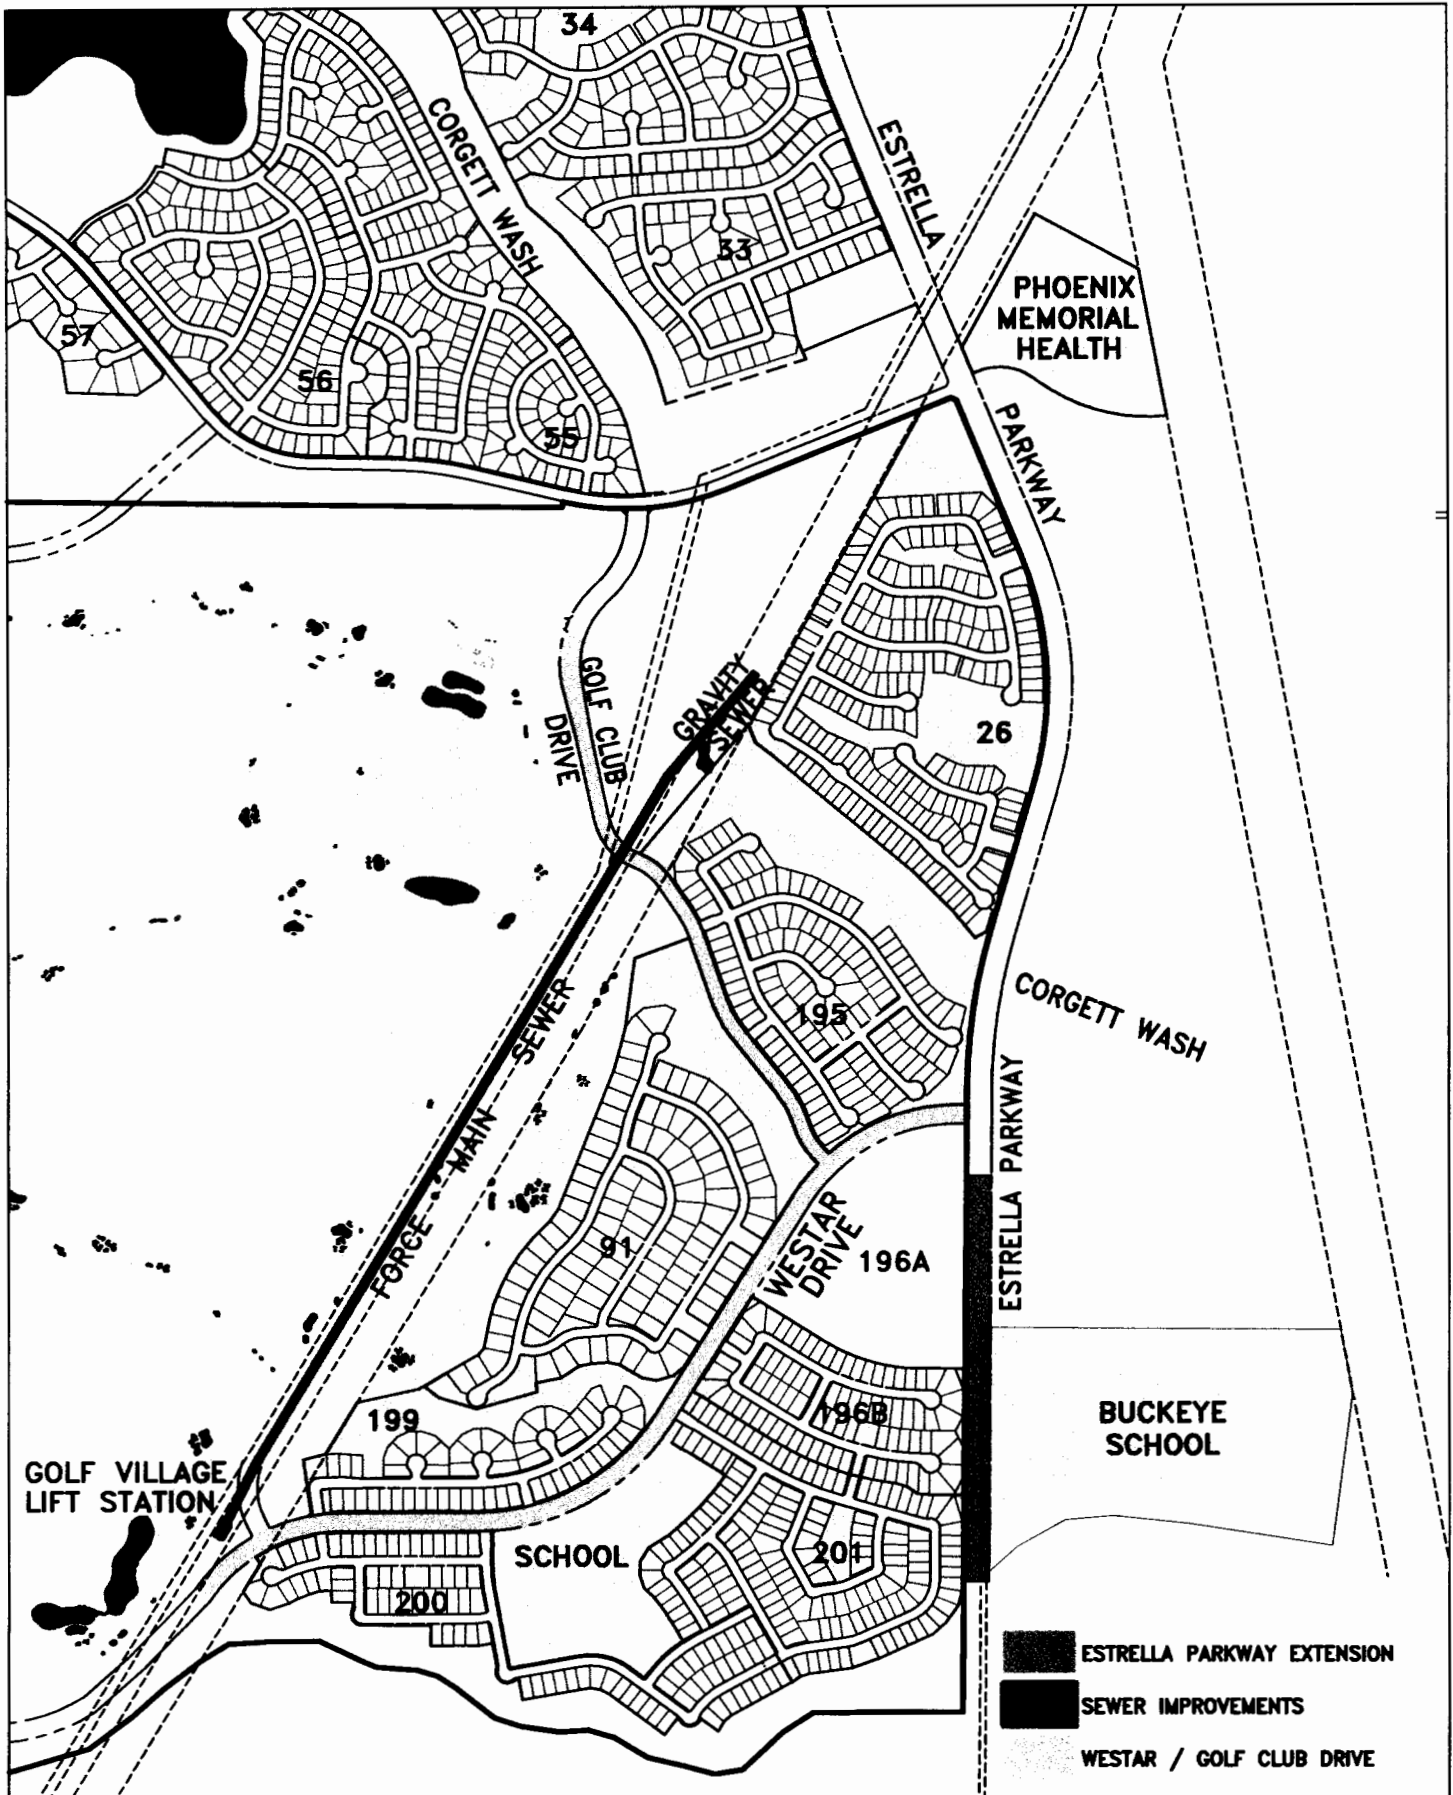 34
CORGETT WASH
ESTRELLA
33
PHOENIX
MEMORIAL
HEALTH
57
56
55
PARKWAY
GOLF CLUB
DRIVE
GRAVITY
SEWER
26
195
CORGETT WASH
FORCE MAIN SEWER
ESTRELLA PARKWAY
WESTAR
DRIVE
91
196A
199
196B
BUCKEYE
SCHOOL
GOLF VILLAGE
LIFT STATION
SCHOOL
201
200
ESTRELLA PARKWAY EXTENSION
SEWER IMPROVEMENTS
WESTAR / GOLF CLUB DRIVE